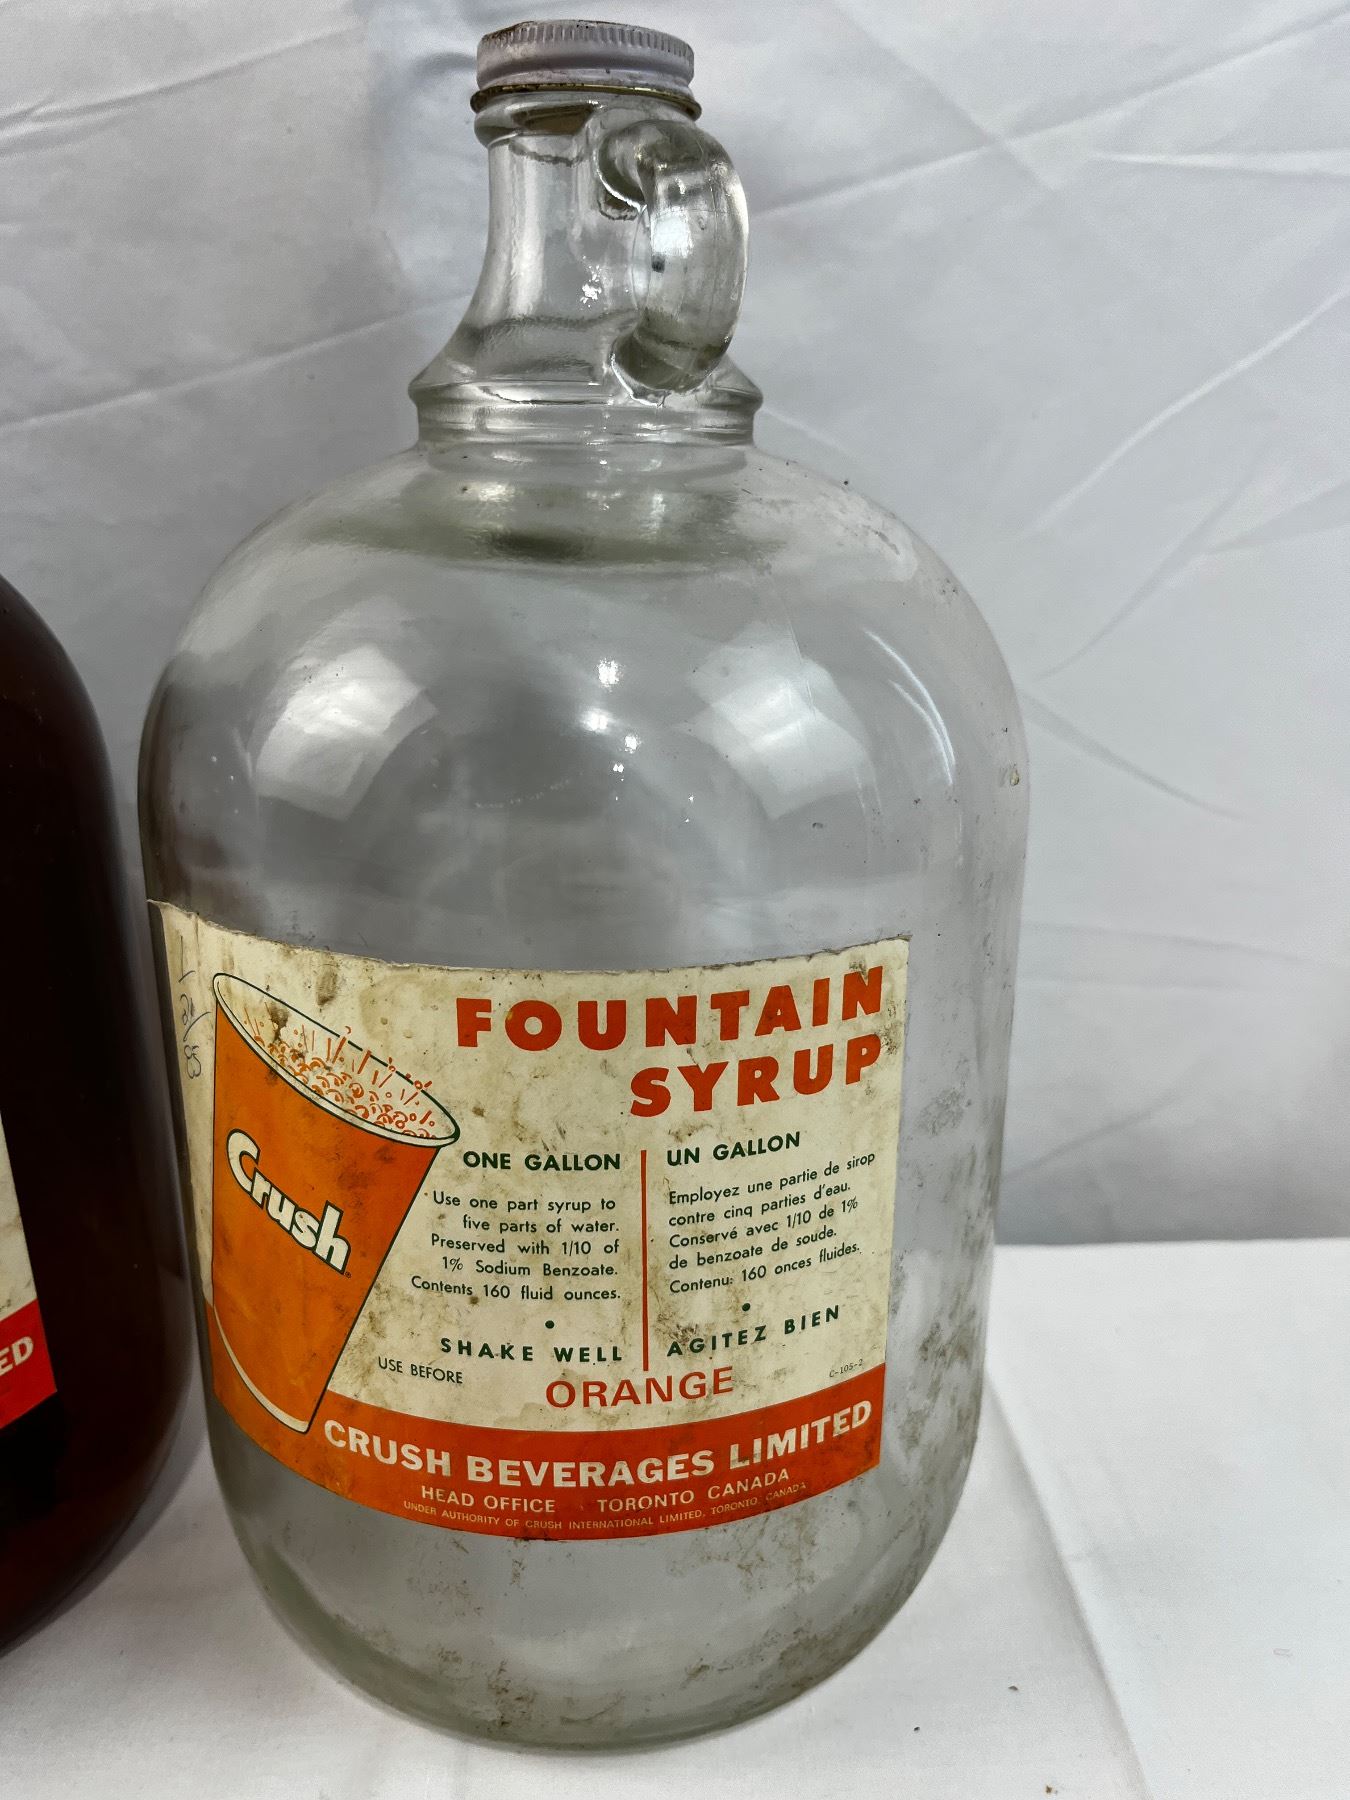 FOUNTAIN
SYRUP
Crush
ONE GALLON
Use one part syrup to
five parts of water.
Preserved with 1/10 of
1% Sodium Benzoate.
Contents 160 fluid ounces.
•
SHAKE WELL
USE BEFORE
UN GALLON
Employez une partie de sirop
contre cinq parties d'eau.
Conservé avec 1/10 de 1%
de benzoate de soude.
Contenu: 160 onces fluides.
•
AGITEZ BIEN
C-105-2
ORANGE
CRUSH BEVERAGES LIMITED
HEAD OFFICE TORONTO CANADA
UNDER AUTHORITY OF CRUSH INTERNATIONAL LIMITED, TORONTO, CANADA
ED